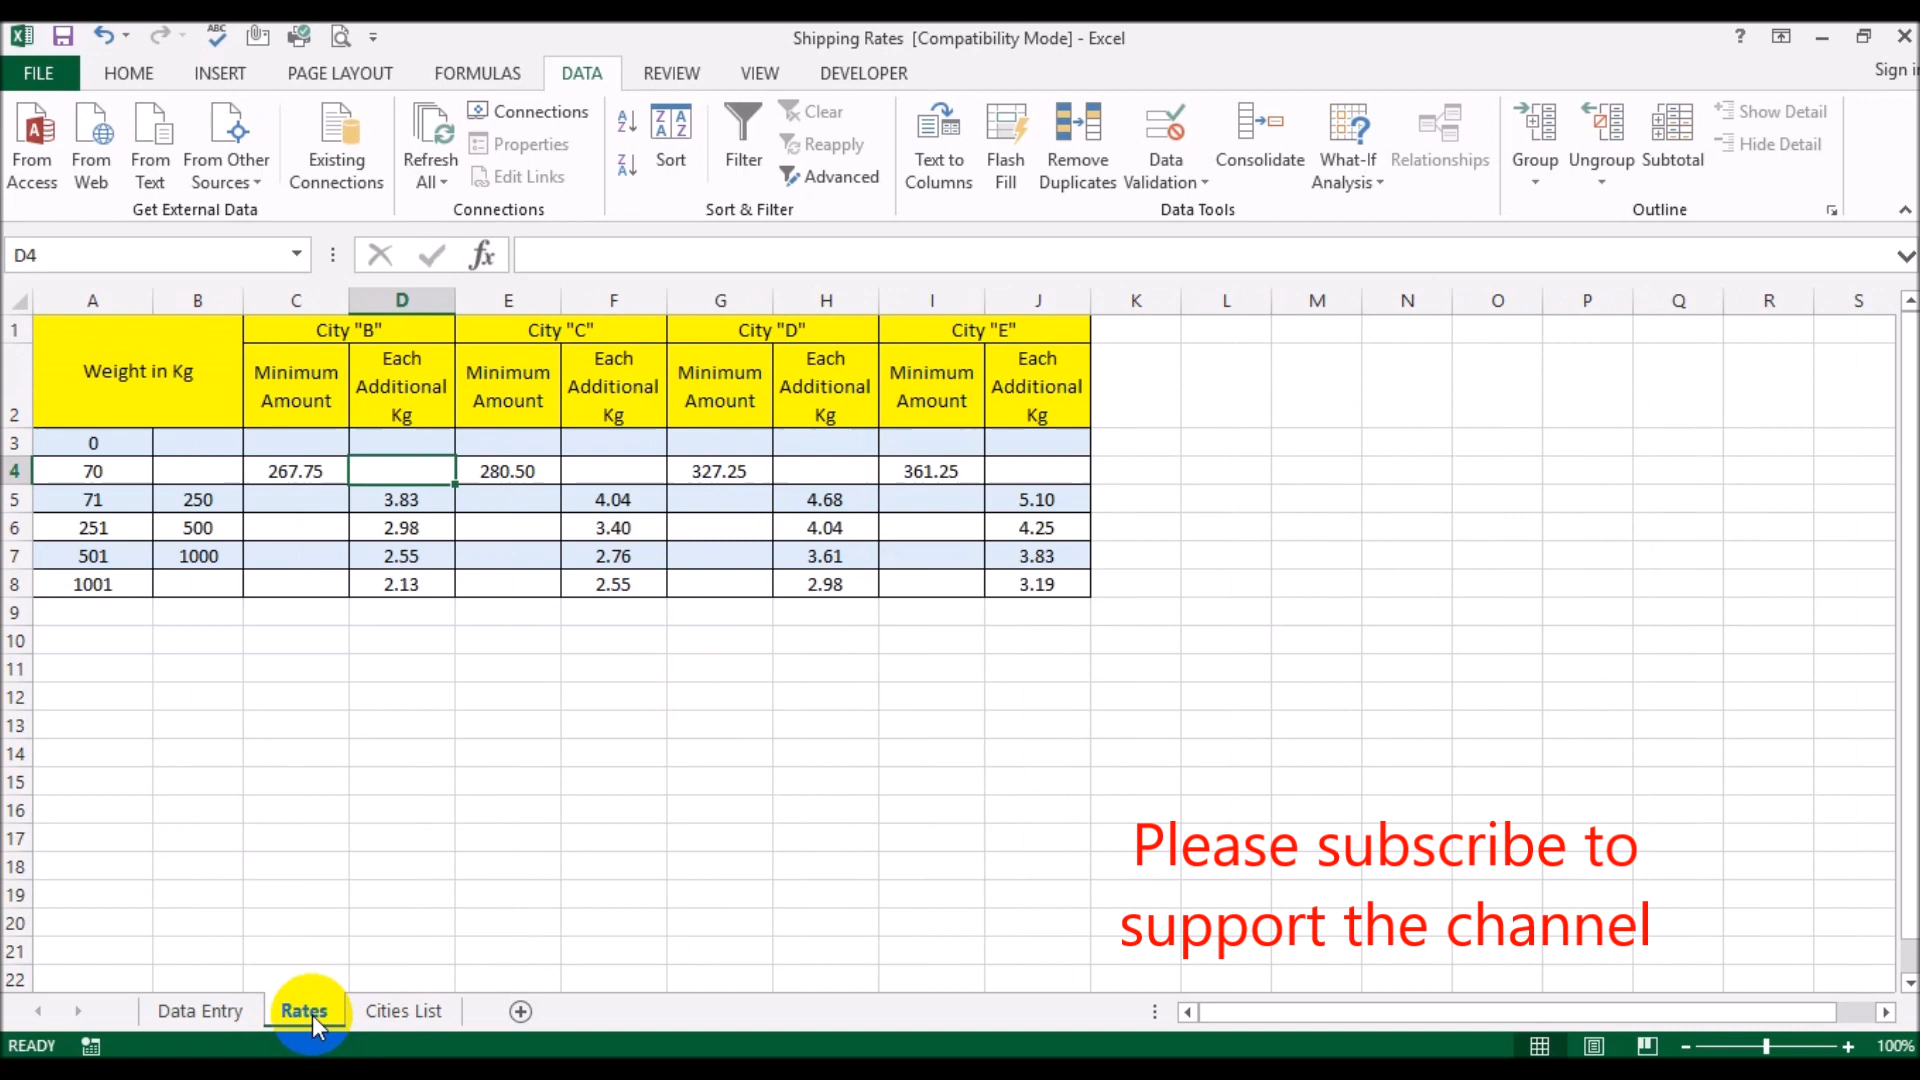 Shipping Rates [Compatibility Mode] - Excel
?
FILE HOME INSERT PAGE LAYOUT FORMULAS DATA REVIEW VIEW DEVELOPER Sign in
From Access
From Web
From Text
From Other Sources
Existing Connections
Get External Data
Refresh All
Connections
Properties
Edit Links
Connections
Sort
Filter
Clear
Reapply
Advanced
Sort & Filter
Text to Columns
Flash Fill
Remove Duplicates
Data Validation
Consolidate
What-If Analysis
Relationships
Data Tools
Group
Ungroup
Subtotal
Show Detail
Hide Detail
Outline
D4 fx
A B C D E F G H I J K L M N O P Q R S
1 City "B" City "C" City "D" City "E"
2 Weight in Kg Minimum Amount Each Additional Kg Minimum Amount Each Additional Kg Minimum Amount Each Additional Kg Minimum Amount Each Additional Kg
3 0
4 70 267.75 280.50 327.25 361.25
5 71 250 3.83 4.04 4.68 5.10
6 251 500 2.98 3.40 4.04 4.25
7 501 1000 2.55 2.76 3.61 3.83
8 1001 2.13 2.55 2.98 3.19
9
10
11
12
13
14
15
16
17
18
19
20
21
22
Please subscribe to
support the channel
Data Entry Rates Cities List
READY 100%